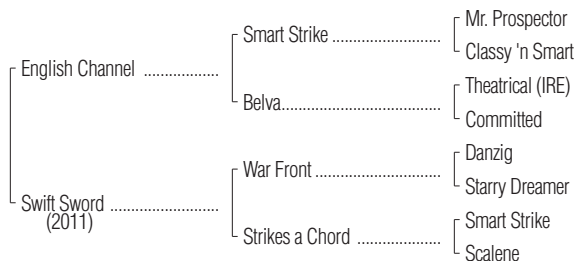 English Channel ..................
Smart Strike ..........................
Mr. Prospector
Classy 'n Smart
Belva.......................................
Theatrical (IRE)
Committed
Swift Sword ..........................
(2011)
War Front ..............................
Danzig
Starry Dreamer
Strikes a Chord ....................
Smart Strike
Scalene